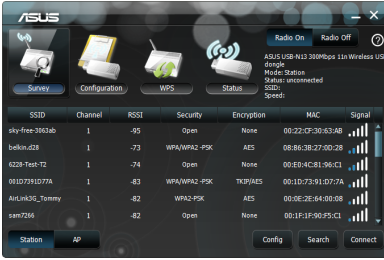 ASUS
Radio On Radio Off
ASUS USB-N13 300Mbps 11n Wireless USB
dongle
Mode: Station
Status: unconnected
SSID:
Speed:
Survey Configuration WPS Status
SSID Channel RSSI Security Encryption MAC Signal
sky-free-3063ab 1 -95 Open None 00:22:CF:30:63:AB
belkin.d28 1 -73 WPA/WPA2-PSK AES 08:86:3B:27:0D:28
6228-Test-T2 1 -74 Open None 00:E0:4C:81:96:C1
001D7391D77A 1 -83 WPA/WPA2-PSK TKIP/AES 00:1D:73:91:D7:7A
AirLink3G_Tommy 1 -82 WPA2-PSK AES 00:0E:2E:64:00:08
sam7266 1 -82 Open None 00:1F:1F:90:F5:C1
Station AP Config Search Connect